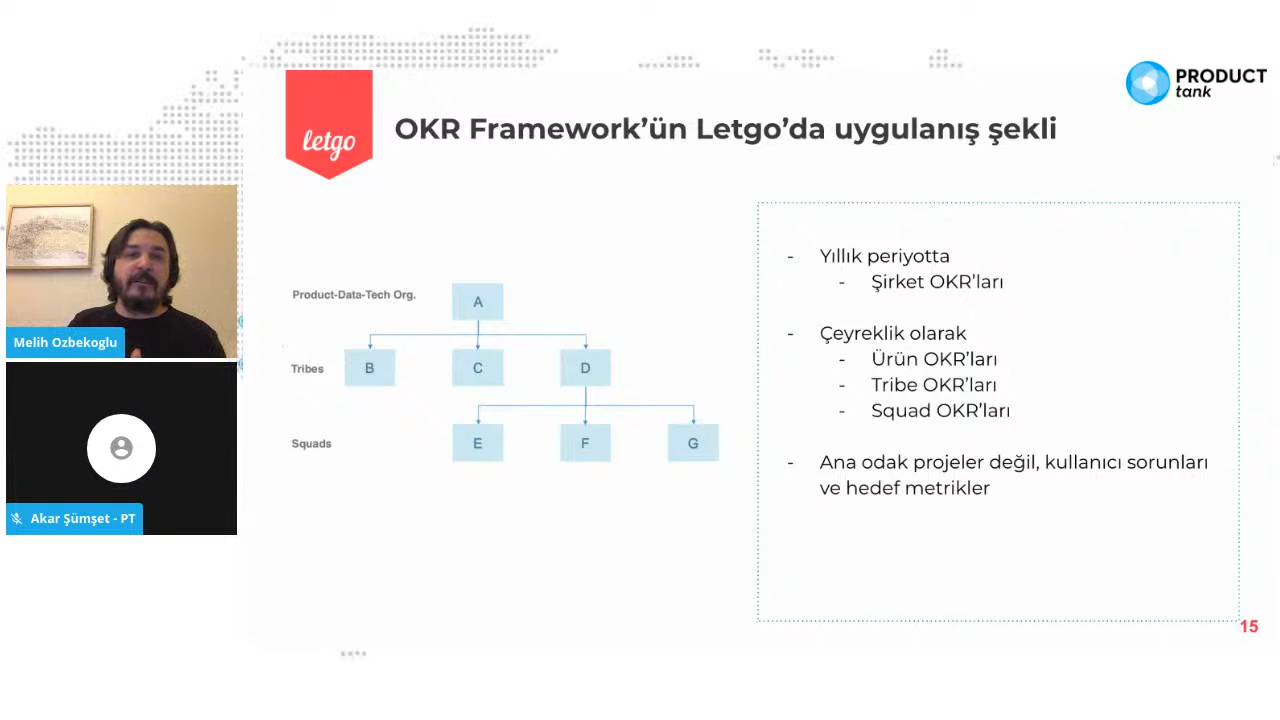 PRODUCT
tank
letgo
OKR Framework’ün Letgo’da uygulanış şekli
Melih Ozbekoglu
Akar Şümşet - PT
Product-Data-Tech Org.
A
Tribes
B
C
D
Squads
E
F
G
- Yıllık periyotta
- Şirket OKR’ları
- Çeyreklik olarak
- Ürün OKR’ları
- Tribe OKR’ları
- Squad OKR’ları
- Ana odak projeler değil, kullanıcı sorunları
ve hedef metrikler
15